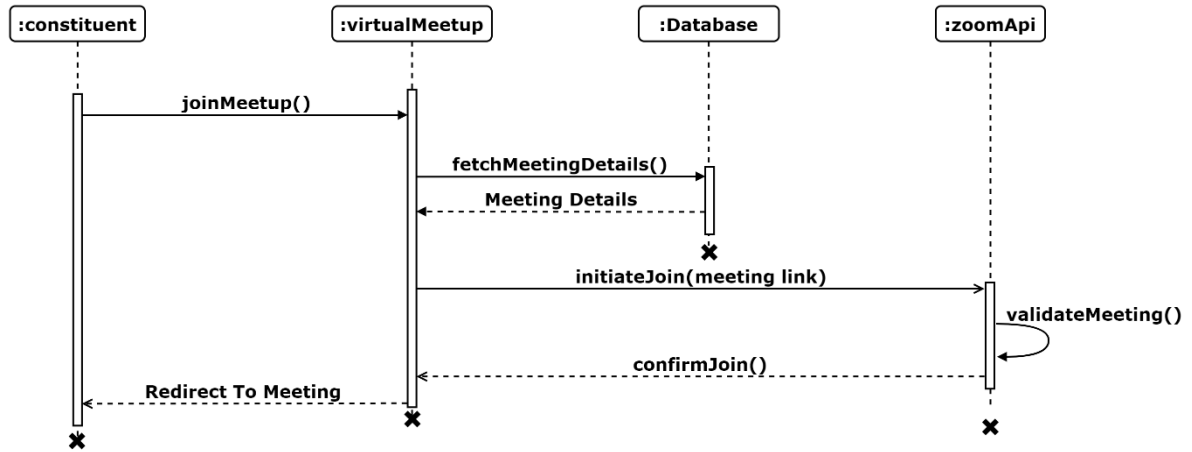 :constituent
:virtualMeetup
:Database
:zoomApi
joinMeetup()
fetchMeetingDetails()
Meeting Details
initiateJoin(meeting link)
validateMeeting()
confirmJoin()
Redirect To Meeting